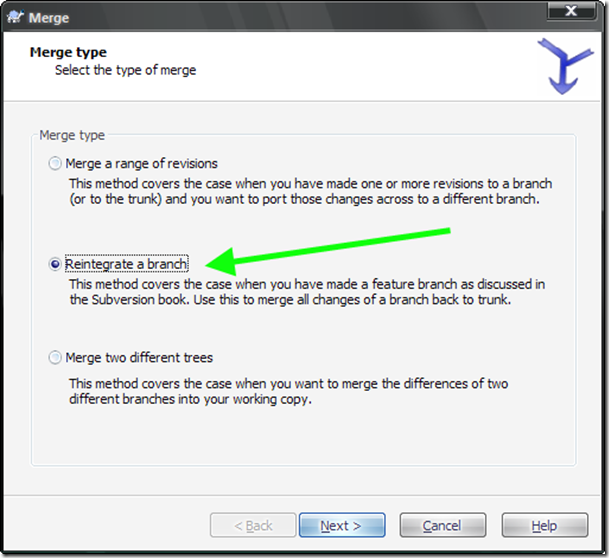 Merge
Merge type
Select the type of merge
Merge type
Merge a range of revisions
This method covers the case when you have made one or more revisions to a branch
(or to the trunk) and you want to port those changes across to a different branch.
Reintegrate a branch
This method covers the case when you have made a feature branch as discussed in
the Subversion book. Use this to merge all changes of a branch back to trunk.
Merge two different trees
This method covers the case when you want to merge the differences of two
different branches into your working copy.
< Back
Next >
Cancel
Help